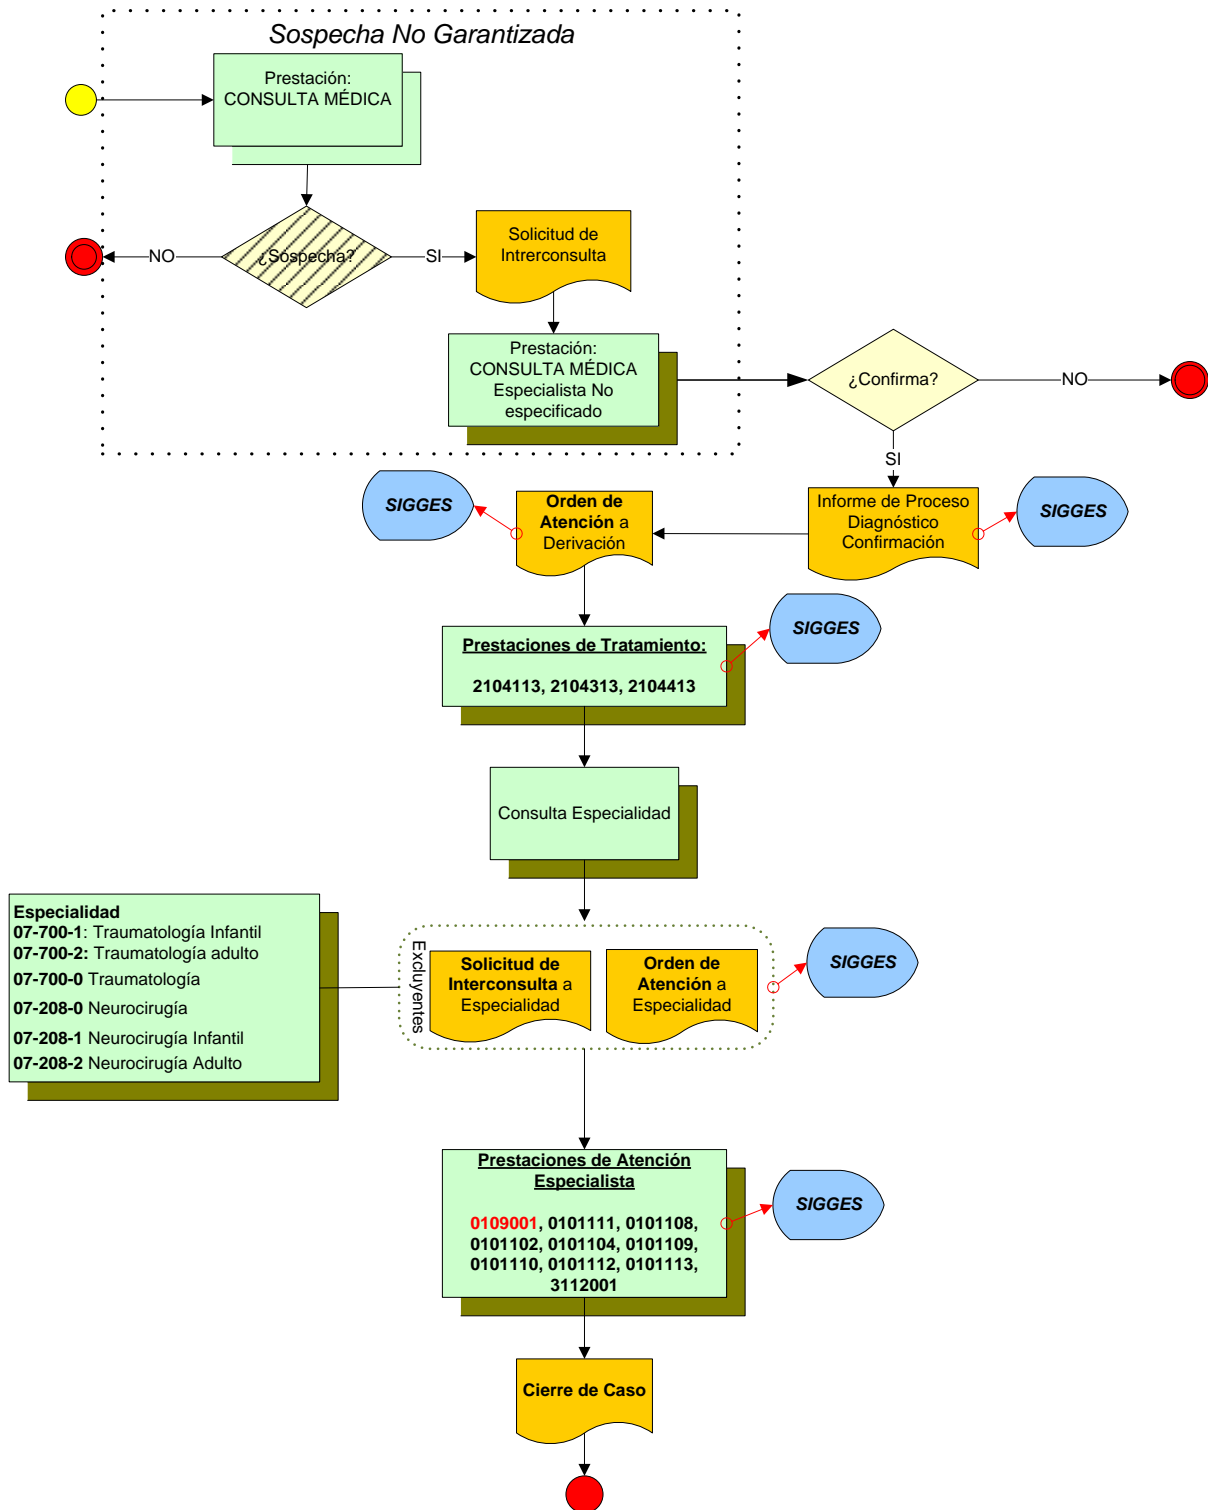 Sospecha No Garantizada
Prestación:
CONSULTA MÉDICA
¿Sospecha?
NO
SI
Solicitud de
Intrerconsulta
Prestación:
CONSULTA MÉDICA
Especialista No
especificado
¿Confirma?
NO
SI
Informe de Proceso
Diagnóstico
Confirmación
SIGGES
Orden de
Atención a
Derivación
SIGGES
Prestaciones de Tratamiento:
2104113, 2104313, 2104413
SIGGES
Consulta Especialidad
Especialidad
07-700-1: Traumatología Infantil
07-700-2: Traumatología adulto
07-700-0 Traumatología
07-208-0 Neurocirugía
07-208-1 Neurocirugía Infantil
07-208-2 Neurocirugía Adulto
Excluyentes
Solicitud de
Interconsulta a
Especialidad
Orden de
Atención a
Especialidad
SIGGES
Prestaciones de Atención
Especialista
0109001, 0101111, 0101108,
0101102, 0101104, 0101109,
0101110, 0101112, 0101113,
3112001
SIGGES
Cierre de Caso